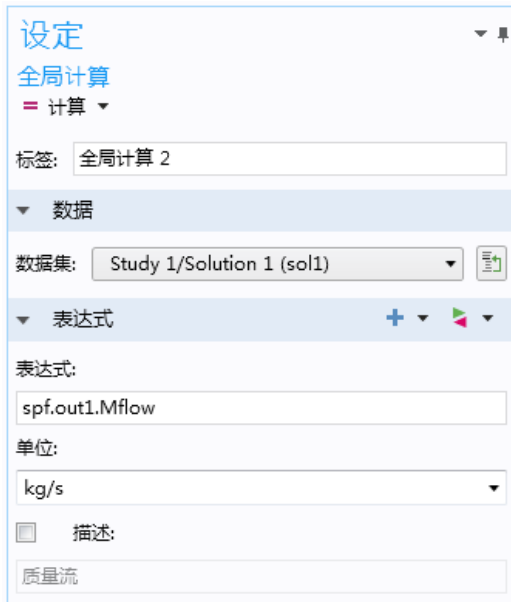 设定
全局计算
= 计算
标签: 全局计算 2
数据
数据集: Study 1/Solution 1 (sol1)
表达式
表达式:
spf.out1.Mflow
单位:
kg/s
描述:
质量流